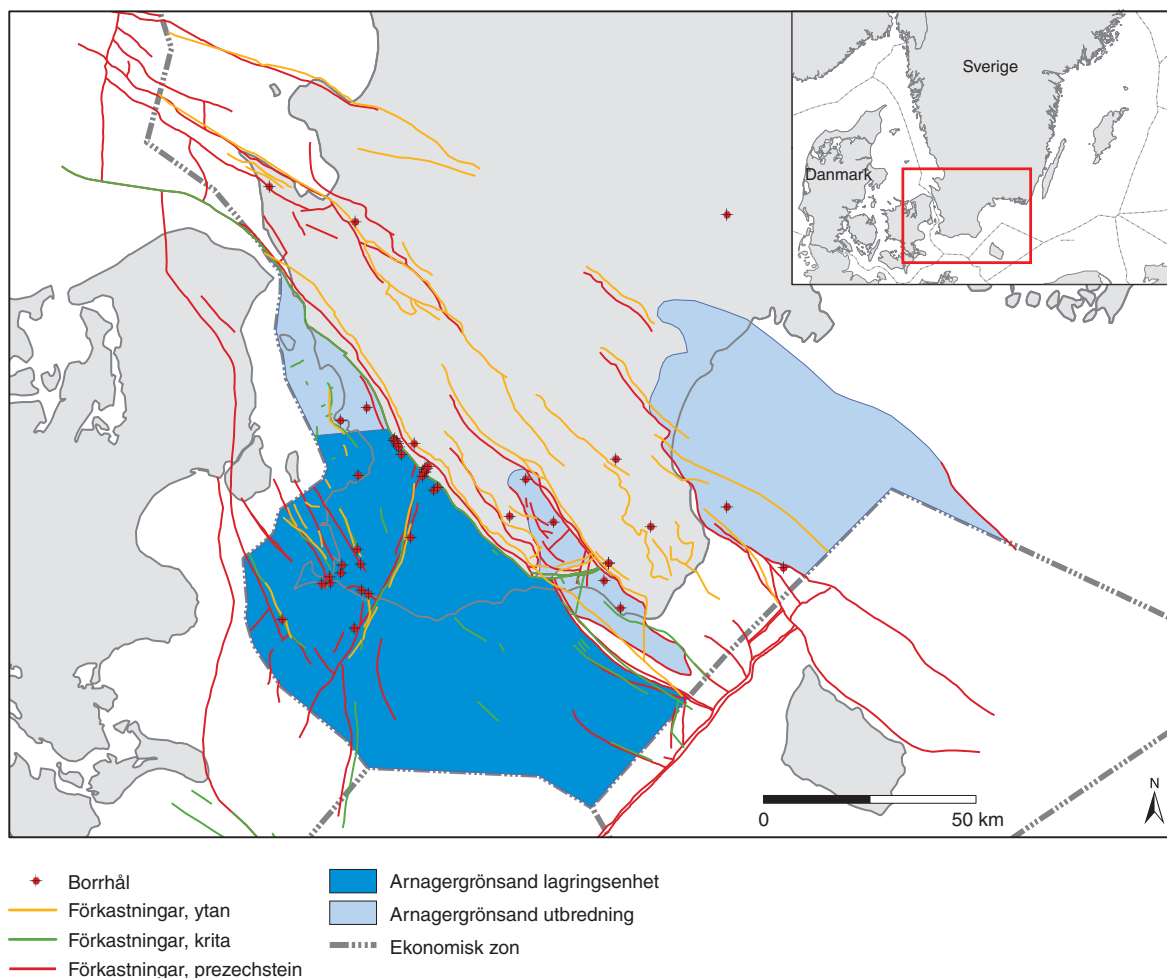 Sverige
Danmark
N
0 50 km
Borrhål
Förkastningar, ytan
Förkastningar, krita
Förkastningar, prezechstein
Arnagergrönsand lagringsenhet
Arnagergrönsand utbredning
Ekonomisk zon